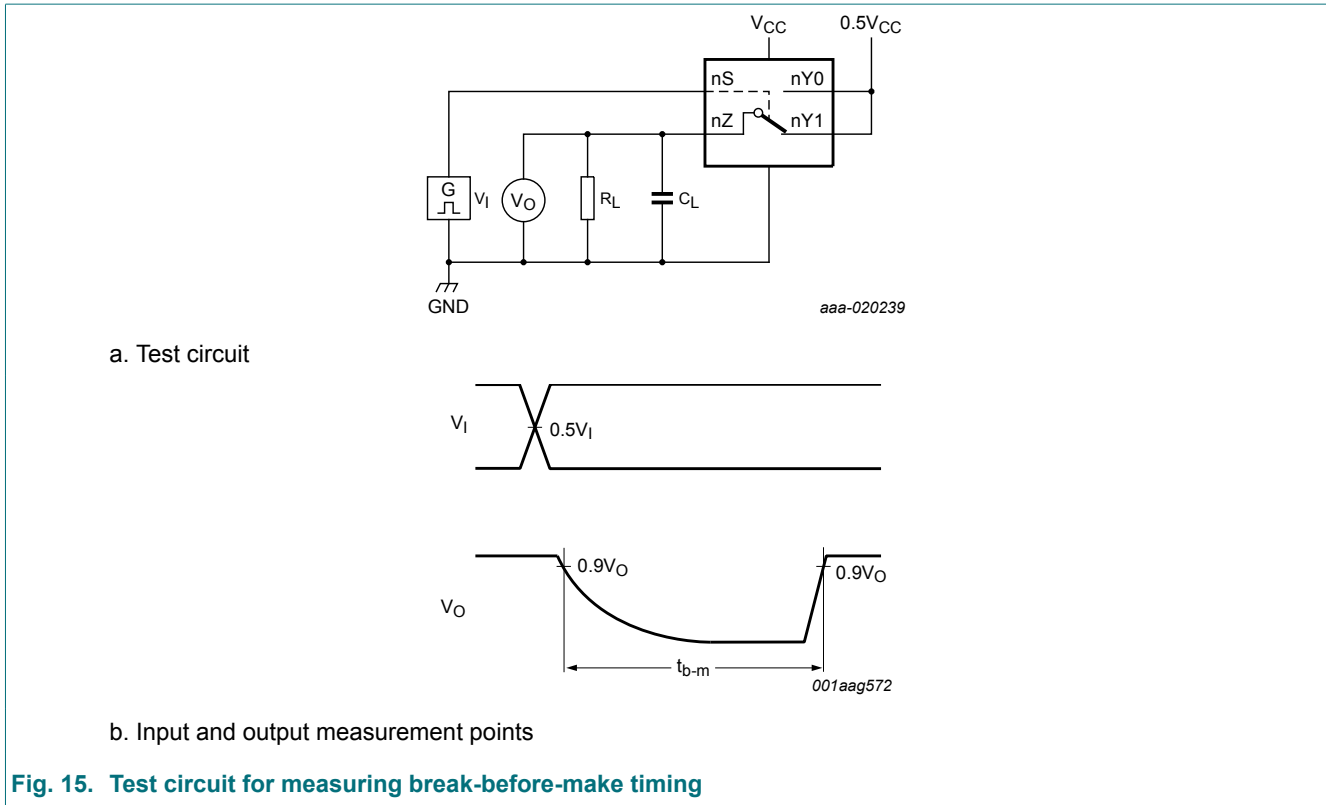 VCC 0.5VCC
nS nY0
nZ nY1
G VI VO RL CL
GND
aaa-020239
a. Test circuit
VI 0.5VI
0.9VO 0.9VO
VO
tb-m
001aag572
b. Input and output measurement points
Fig. 15. Test circuit for measuring break-before-make timing